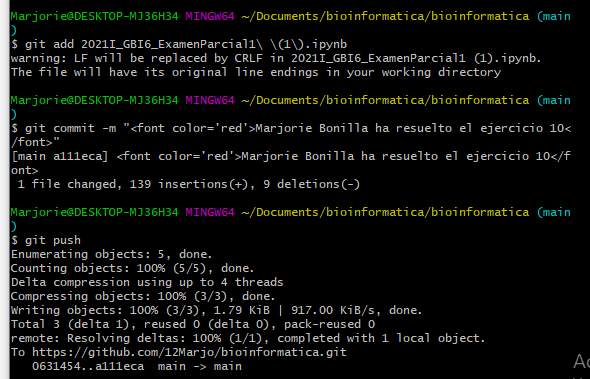 Marjorie@DESKTOP-MJ36H34 MINGW64 ~/Documents/bioinformatica/bioinformatica (main
)
$ git add 2021I_GBI6_ExamenParcial1\ \(1\).ipynb
warning: LF will be replaced by CRLF in 2021I_GBI6_ExamenParcial1 (1).ipynb.
The file will have its original line endings in your working directory

Marjorie@DESKTOP-MJ36H34 MINGW64 ~/Documents/bioinformatica/bioinformatica (main
)
$ git commit -m "<font color='red'>Marjorie Bonilla ha resuelto el ejercicio 10<
/font>"
[main a111eca] <font color='red'>Marjorie Bonilla ha resuelto el ejercicio 10</f
ont>
 1 file changed, 139 insertions(+), 9 deletions(-)

Marjorie@DESKTOP-MJ36H34 MINGW64 ~/Documents/bioinformatica/bioinformatica (main
)
$ git push
Enumerating objects: 5, done.
Counting objects: 100% (5/5), done.
Delta compression using up to 4 threads
Compressing objects: 100% (3/3), done.
Writing objects: 100% (3/3), 1.79 KiB | 917.00 KiB/s, done.
Total 3 (delta 1), reused 0 (delta 0), pack-reused 0
remote: Resolving deltas: 100% (1/1), completed with 1 local object.
To https://github.com/12Marjo/bioinformatica.git
   0631454..a111eca  main -> main